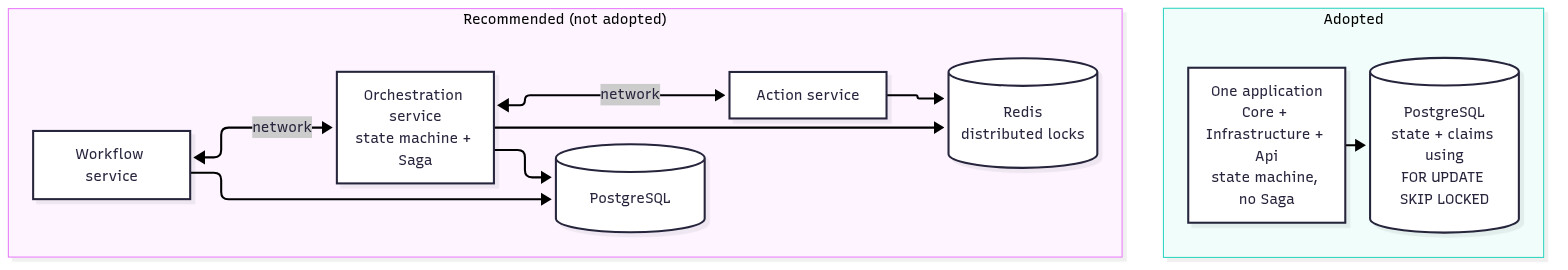 Recommended (not adopted)
Workflow
service
network
Orchestration
service
state machine +
Saga
network
Action service
PostgreSQL
Redis
distributed locks
Adopted
One application
Core +
Infrastructure +
Api
state machine,
no Saga
PostgreSQL
state + claims
using
FOR UPDATE
SKIP LOCKED